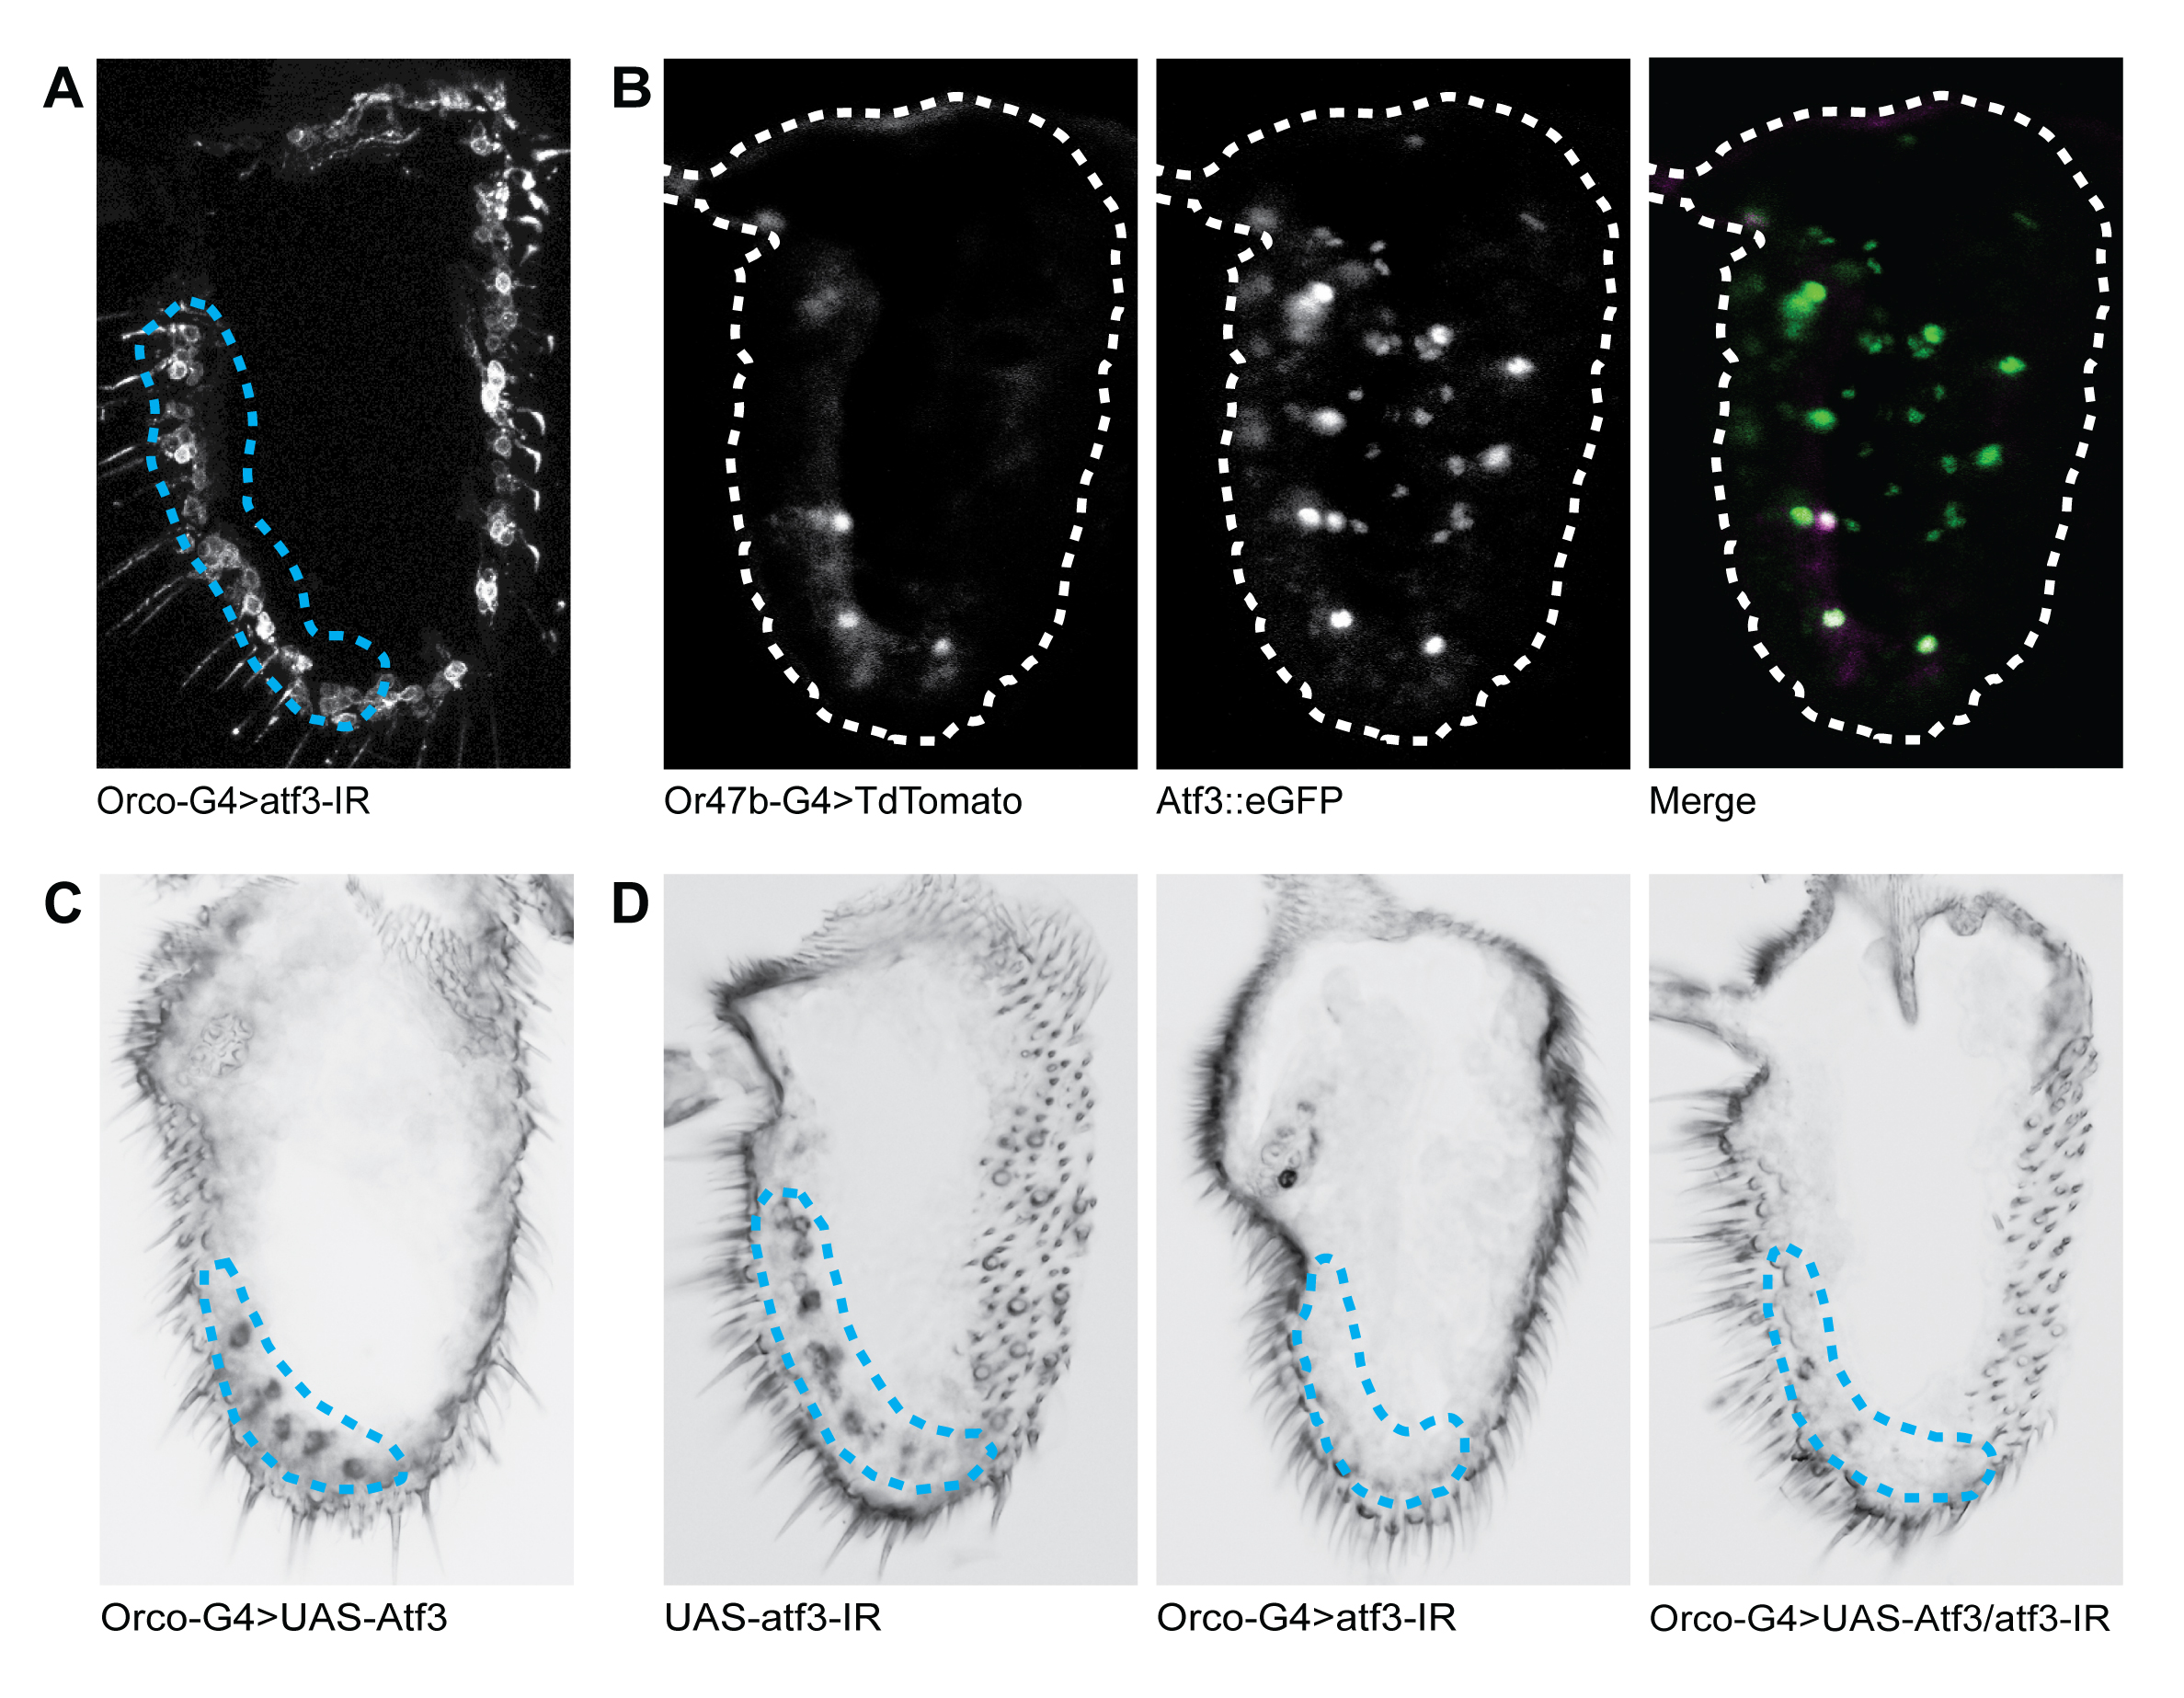 A
B
Orco-G4>atf3-IR
Or47b-G4>TdTomato
Atf3::eGFP
Merge
C
D
Orco-G4>UAS-Atf3
UAS-atf3-IR
Orco-G4>atf3-IR
Orco-G4>UAS-Atf3/atf3-IR